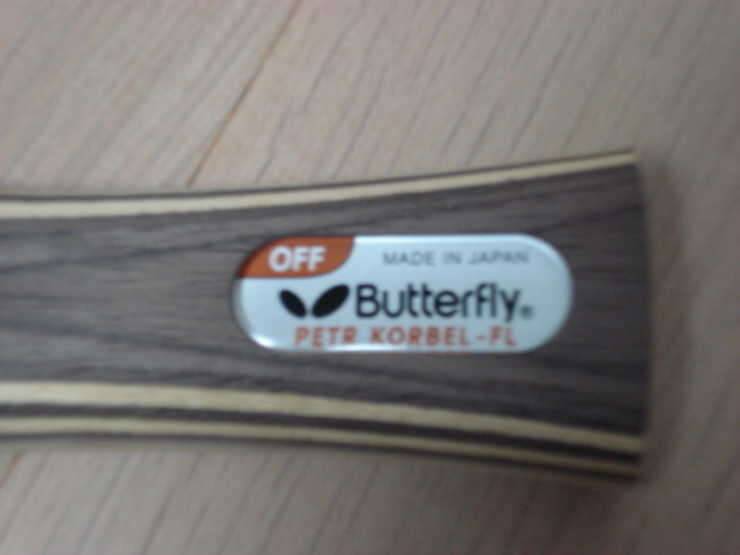 OFF MADE IN JAPAN
Butterfly®
PETR KORBEL-FL